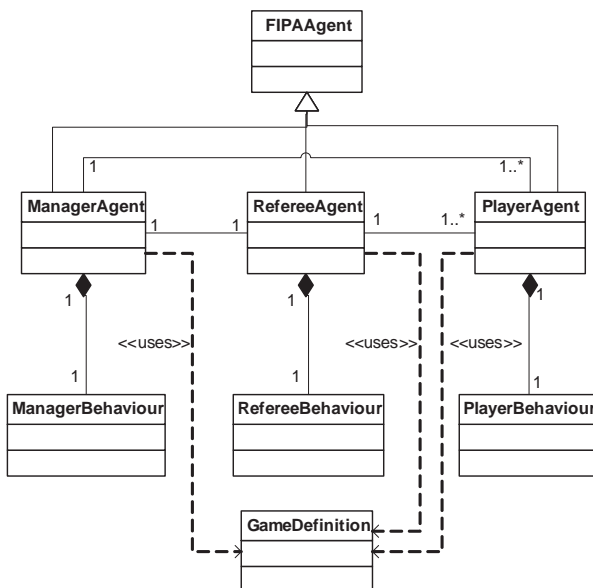 FIPAAgent
1
1..*
ManagerAgent
RefereeAgent
PlayerAgent
1
1
1
1..*
1
1
1
<<uses>>
<<uses>>
<<uses>>
1
1
1
ManagerBehaviour
RefereeBehaviour
PlayerBehaviour
GameDefinition